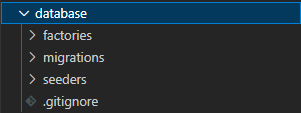 database
factories
migrations
seeders
.gitignore